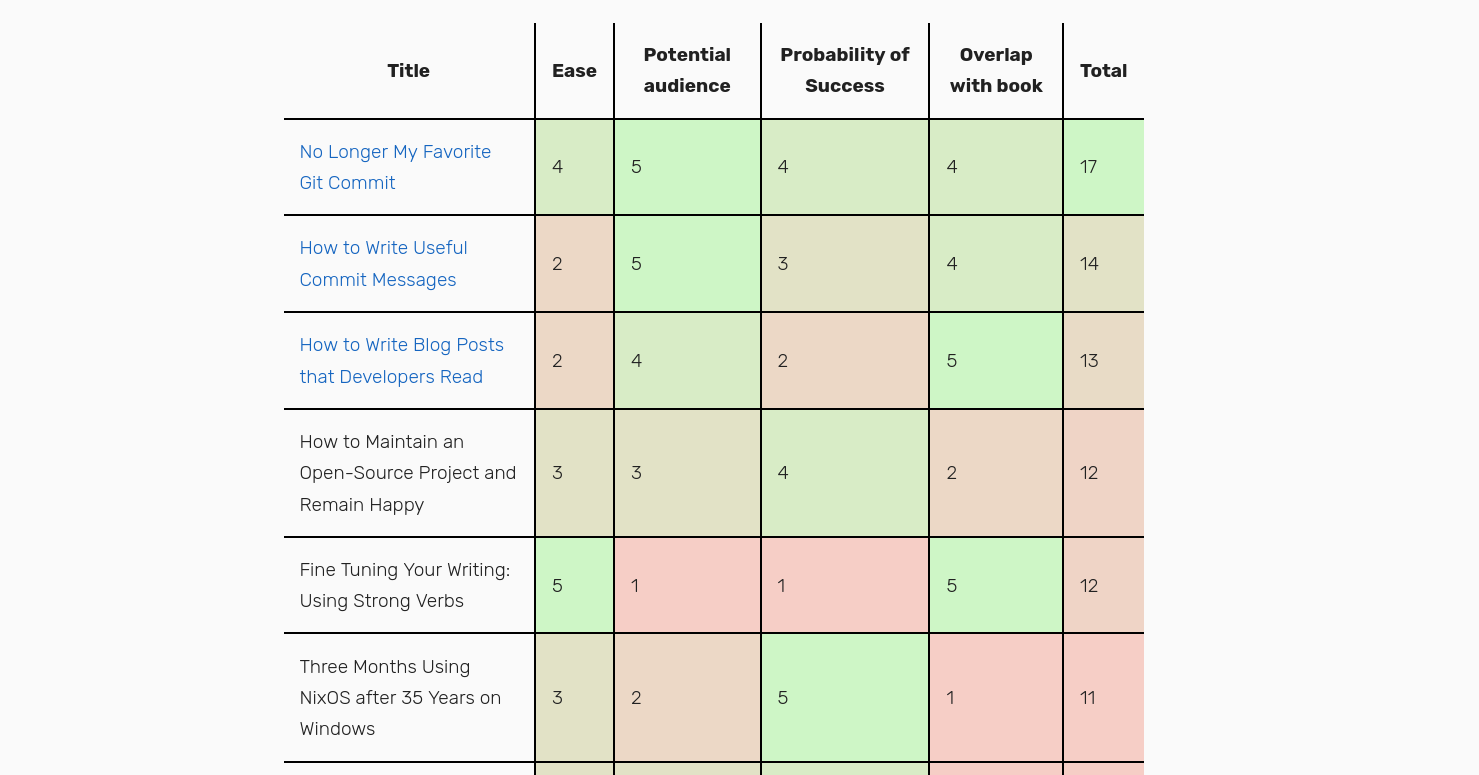 Title Ease Potential audience Probability of Success Overlap with book Total
No Longer My Favorite
Git Commit
4 5 4 4 17
How to Write Useful
Commit Messages
2 5 3 4 14
How to Write Blog Posts
that Developers Read
2 4 2 5 13
How to Maintain an
Open-Source Project and
Remain Happy
3 3 4 2 12
Fine Tuning Your Writing:
Using Strong Verbs
5 1 1 5 12
Three Months Using
NixOS after 35 Years on
Windows
3 2 5 1 11